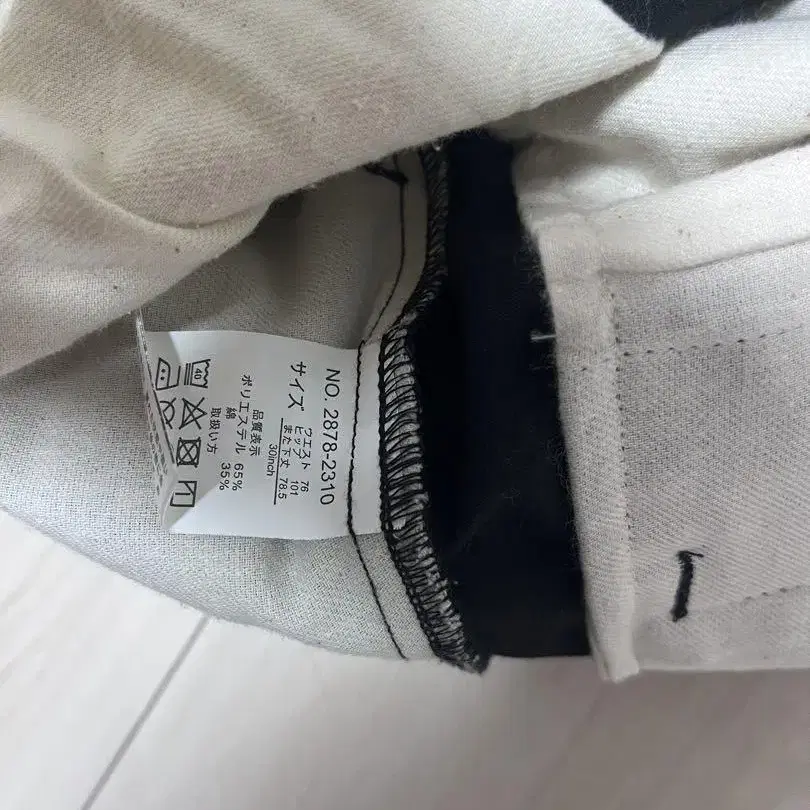 NO. 2878-2310
サイズ ウエスト 76
ヒップ 101
また下丈 78.5
30inch
品質表示
ポリエステル 65%
綿 35%
取扱い方
40